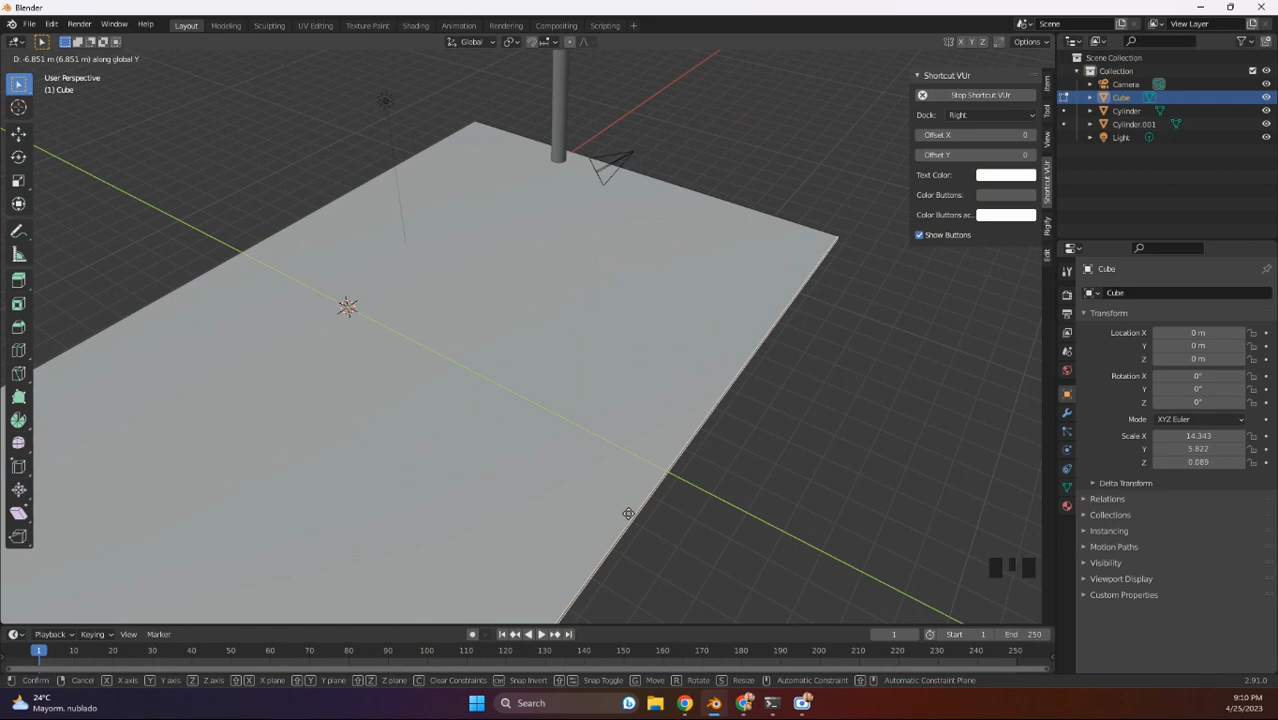 Blender
File Edit Render Window Help
Layout Modeling Sculpting UV Editing Texture Paint Shading Animation Rendering Compositing Scripting +
Scene
View Layer
Global
X Y Z
Options
D: -6.851 m (6.851 m) along global Y
User Perspective
(1) Cube
Shortcut VUr
Stop Shortcut VUr
Dock: Right
Offset X 0
Offset Y 0
Text Color:
Color Buttons:
Color Buttons ac..
Show Buttons
Item
Tool
View
Shortcut VUr
Rigify
Edit
Scene Collection
Collection
Camera
Cube
Cylinder
Cylinder.001
Light
Cube
Cube
Transform
Location X 0 m
Y 0 m
Z 0 m
Rotation X 0°
Y 0°
Z 0°
Mode XYZ Euler
Scale X 14.343
Y 5.822
Z 0.089
Delta Transform
Relations
Collections
Instancing
Motion Paths
Visibility
Viewport Display
Custom Properties
Playback Keying View Marker
1 Start 1 End 250
1 10 20 30 40 50 60 70 80 90 100 110 120 130 140 150 160 170 180 190 200 210 220 230 240 250
Confirm Cancel X X axis Y Y axis Z Z axis X X plane Y Y plane Z Z plane C Clear Constraints Snap Invert Snap Toggle G Move R Rotate S Resize Automatic Constraint Automatic Constraint Plane 2.91.0
24°C
Mayorm. nublado
Search
9:10 PM
4/25/2023